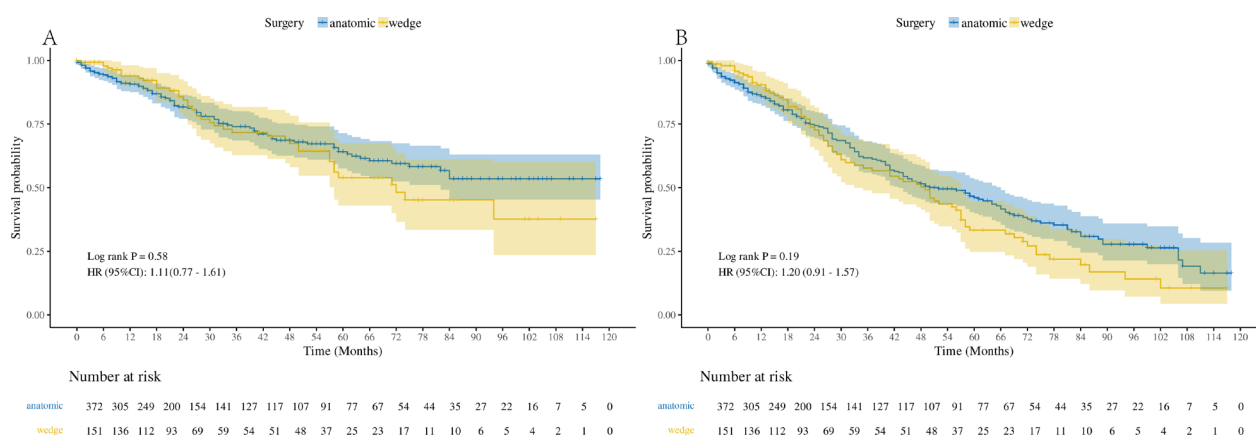 Surgery anatomic wedge
A
1.00
0.75
0.50
0.25
0.00
Survival probability
Log rank P = 0.58
HR (95%CI): 1.11(0.77 - 1.61)
0 6 12 18 24 30 36 42 48 54 60 66 72 78 84 90 96 102 108 114 120
Time (Months)
Number at risk
anatomic 372 305 249 200 154 141 127 117 107 91 77 67 54 44 35 27 22 16 7 5 0
wedge 151 136 112 93 69 59 54 51 48 37 25 23 17 11 10 6 5 4 2 1 0
Surgery anatomic wedge
B
1.00
0.75
0.50
0.25
0.00
Survival probability
Log rank P = 0.19
HR (95%CI): 1.20 (0.91 - 1.57)
0 6 12 18 24 30 36 42 48 54 60 66 72 78 84 90 96 102 108 114 120
Time (Months)
Number at risk
anatomic 372 305 249 200 154 141 127 117 107 91 77 67 54 44 35 27 22 16 7 5 0
wedge 151 136 112 93 69 59 54 51 48 37 25 23 17 11 10 6 5 4 2 1 0